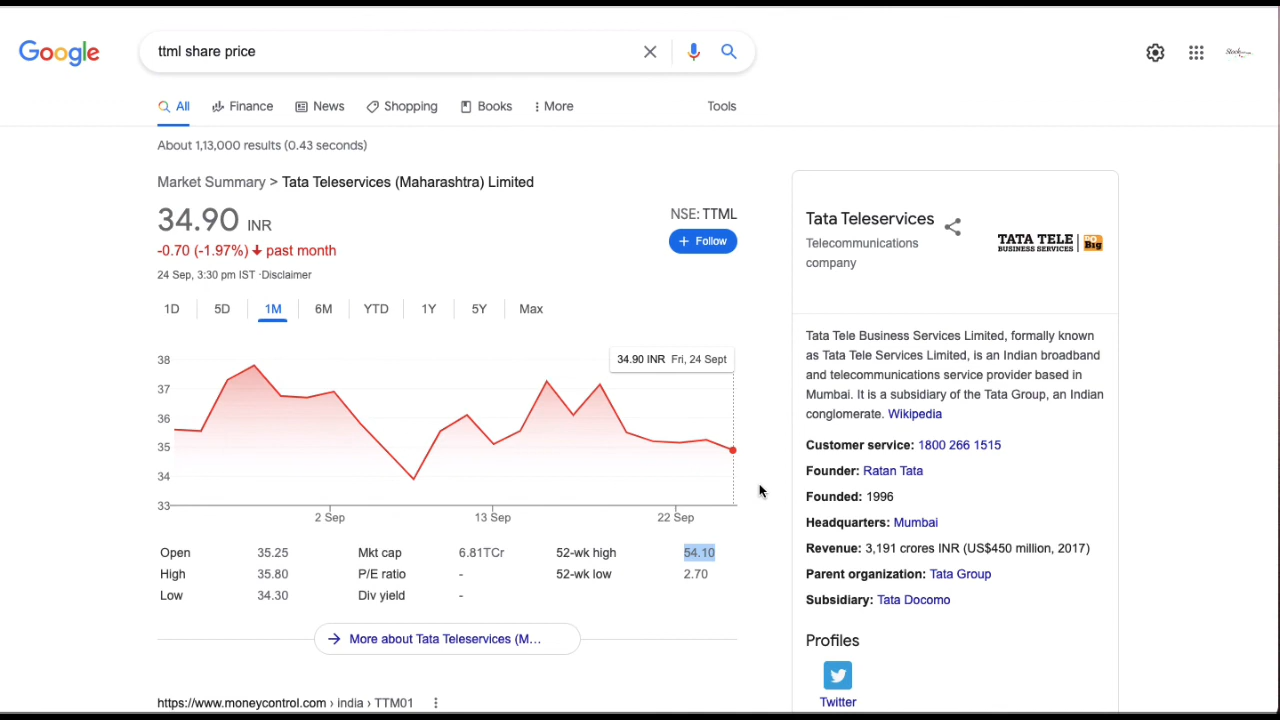 Google
ttml share price
All
Finance
News
Shopping
Books
More
Tools
About 1,13,000 results (0.43 seconds)
Market Summary > Tata Teleservices (Maharashtra) Limited
34.90 INR
NSE: TTML
-0.70 (-1.97%) past month
+ Follow
24 Sep, 3:30 pm IST ·Disclaimer
1D
5D
1M
6M
YTD
1Y
5Y
Max
34.90 INR Fri, 24 Sept
38
37
36
35
34
33
2 Sep
13 Sep
22 Sep
Open 35.25 Mkt cap 6.81TCr 52-wk high 54.10
High 35.80 P/E ratio - 52-wk low 2.70
Low 34.30 Div yield -
More about Tata Teleservices (M...
https://www.moneycontrol.com › india › TTM01
Tata Teleservices
Telecommunications
company
TATA TELE
BUSINESS SERVICES
DO
Big
Tata Tele Business Services Limited, formally known
as Tata Tele Services Limited, is an Indian broadband
and telecommunications service provider based in
Mumbai. It is a subsidiary of the Tata Group, an Indian
conglomerate. Wikipedia
Customer service: 1800 266 1515
Founder: Ratan Tata
Founded: 1996
Headquarters: Mumbai
Revenue: 3,191 crores INR (US$450 million, 2017)
Parent organization: Tata Group
Subsidiary: Tata Docomo
Profiles
Twitter